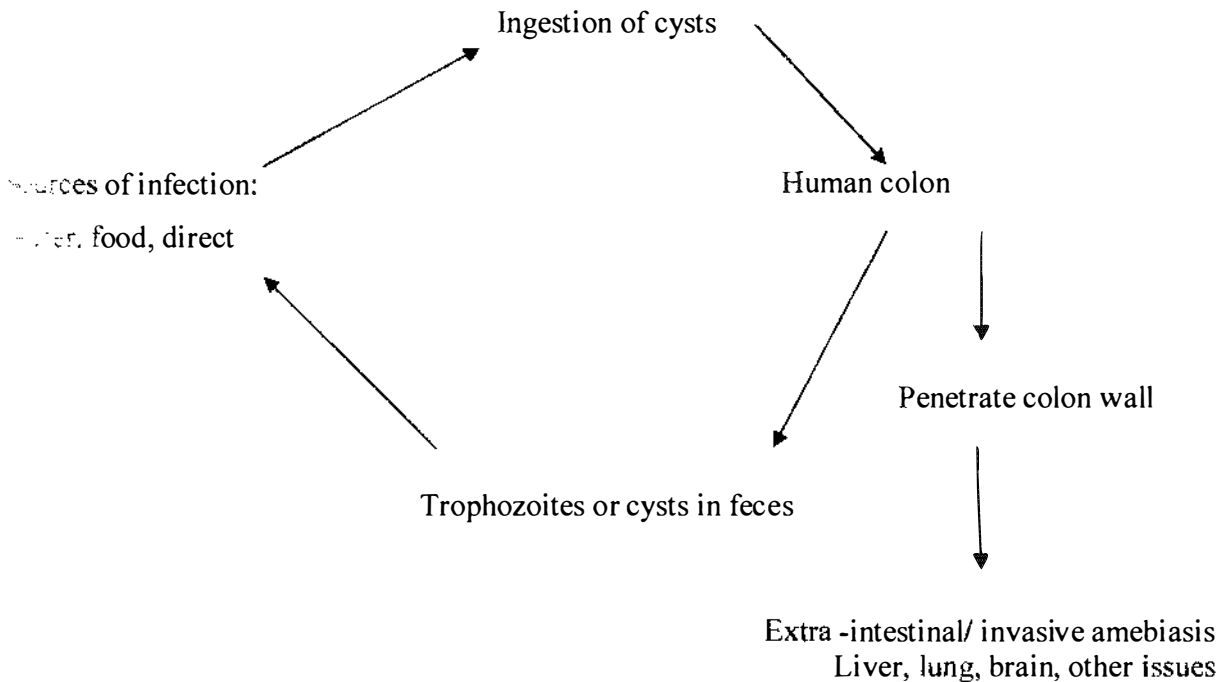 Ingestion of cysts
of infection:
Human colon
food, direct
Penetrate colon wall
Trophozoites or cysts in feces
Extra -intestinal/ invasive amebiasis
Liver, lung, brain, other issues